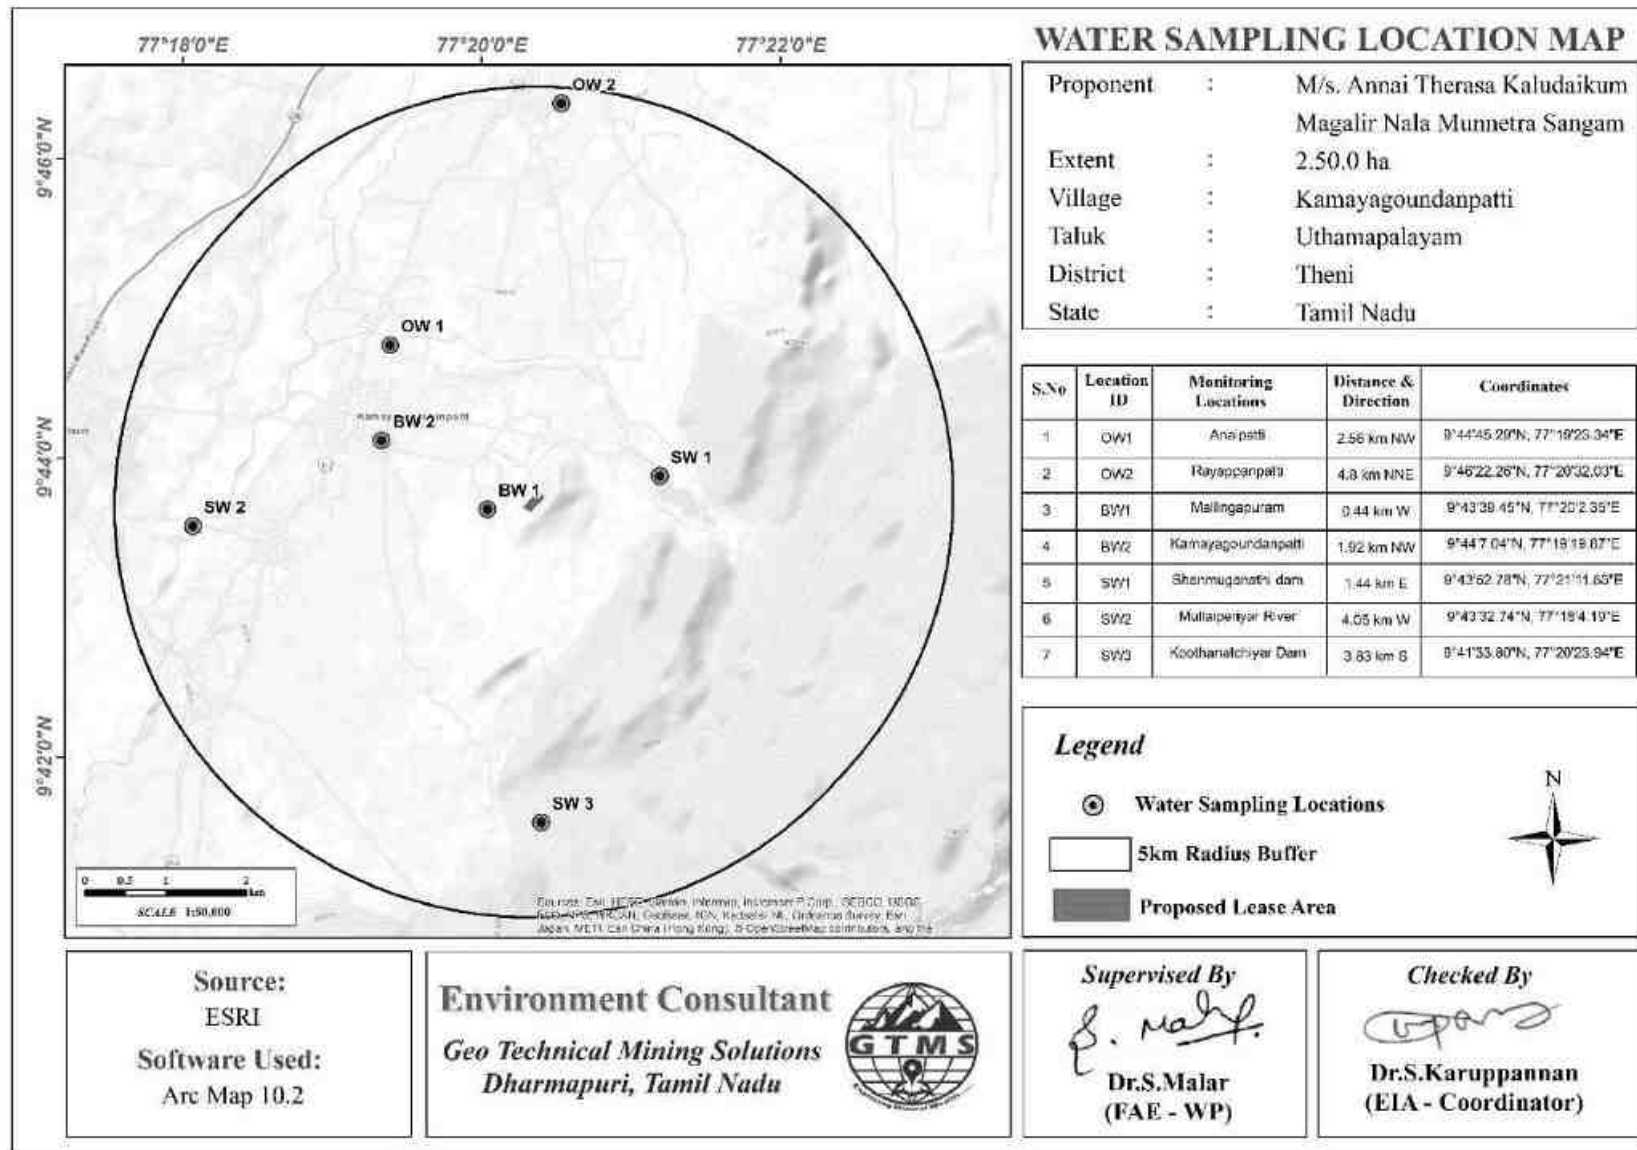 77°18'0"E 77°20'0"E 77°22'0"E
9°46'0"N
9°44'0"N
9°42'0"N
OW 2
OW 1
BW 2
SW 1
BW 1
SW 2
SW 3
0 0.5 1 2
km
SCALE 1:50,000
WATER SAMPLING LOCATION MAP
Proponent : M/s. Annai Therasa Kaludaikum
Magalir Nala Munnetra Sangam
Extent : 2.50.0 ha
Village : Kamayagoundanpatti
Taluk : Uthamapalayam
District : Theni
State : Tamil Nadu
S.No Location ID Monitoring Locations Distance & Direction Coordinates
1 OW1 Anaipatti 2.56 km NW 9°44'45.29"N, 77°19'23.34"E
2 OW2 Rayappanpatti 4.8 km NNE 9°46'22.26"N, 77°20'32.03"E
3 BW1 Mallingapuram 0.44 km W 9°43'39.45"N, 77°20'2.35"E
4 BW2 Kamayagoundanpatti 1.92 km NW 9°44'7.04"N, 77°19'19.67"E
5 SW1 Shanmuganathi dam 1.44 km E 9°43'52.78"N, 77°21'11.65"E
6 SW2 Mullaiperiyar River 4.05 km W 9°43'32.74"N, 77°18'4.19"E
7 SW3 Koothanatchiyar Dam 3.83 km S 9°41'33.80"N, 77°20'23.94"E
Legend
Water Sampling Locations
5km Radius Buffer
Proposed Lease Area
N
Source:
ESRI
Software Used:
Arc Map 10.2
Environment Consultant
Geo Technical Mining Solutions
Dharmapuri, Tamil Nadu
GTMS
Supervised By
Dr.S.Malar
(FAE - WP)
Checked By
Dr.S.Karuppannan
(EIA - Coordinator)